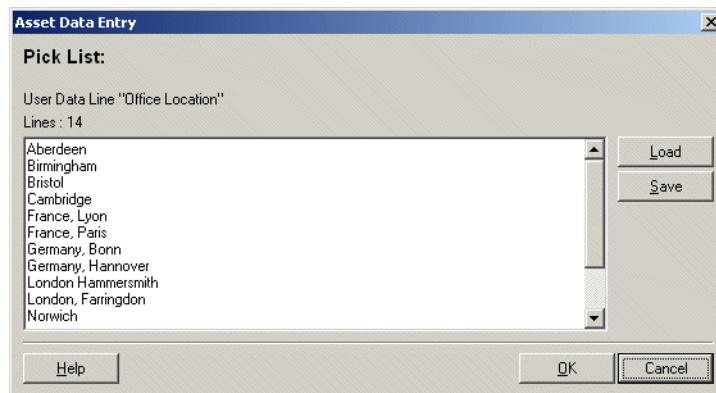 Asset Data Entry
Pick List:
User Data Line "Office Location"
Lines : 14
Aberdeen
Birmingham
Bristol
Cambridge
France, Lyon
France, Paris
Germany, Bonn
Germany, Hannover
London Hammersmith
London, Farringdon
Norwich
Load
Save
Help
OK
Cancel